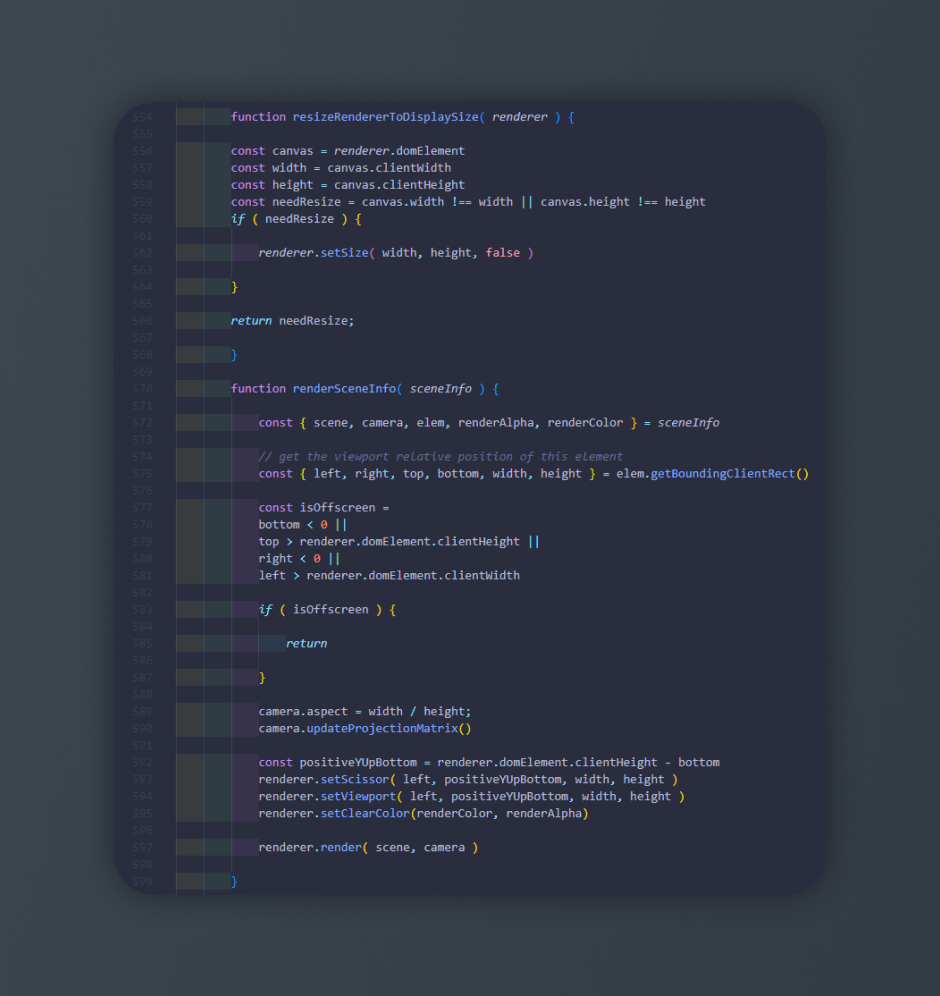 554 function resizeRendererToDisplaySize( renderer ) {
555
556 const canvas = renderer.domElement
557 const width = canvas.clientWidth
558 const height = canvas.clientHeight
559 const needResize = canvas.width !== width || canvas.height !== height
560 if ( needResize ) {
561
562 renderer.setSize( width, height, false )
563
564 }
565
566 return needResize;
567
568 }
569
570 function renderSceneInfo( sceneInfo ) {
571
572 const { scene, camera, elem, renderAlpha, renderColor } = sceneInfo
573
574 // get the viewport relative position of this element
575 const { left, right, top, bottom, width, height } = elem.getBoundingClientRect()
576
577 const isOffscreen =
578 bottom < 0 ||
579 top > renderer.domElement.clientHeight ||
580 right < 0 ||
581 left > renderer.domElement.clientWidth
582
583 if ( isOffscreen ) {
584
585 return
586
587 }
588
589 camera.aspect = width / height;
590 camera.updateProjectionMatrix()
591
592 const positiveYUpBottom = renderer.domElement.clientHeight - bottom
593 renderer.setScissor( left, positiveYUpBottom, width, height )
594 renderer.setViewport( left, positiveYUpBottom, width, height )
595 renderer.setClearColor(renderColor, renderAlpha)
596
597 renderer.render( scene, camera )
598
599 }